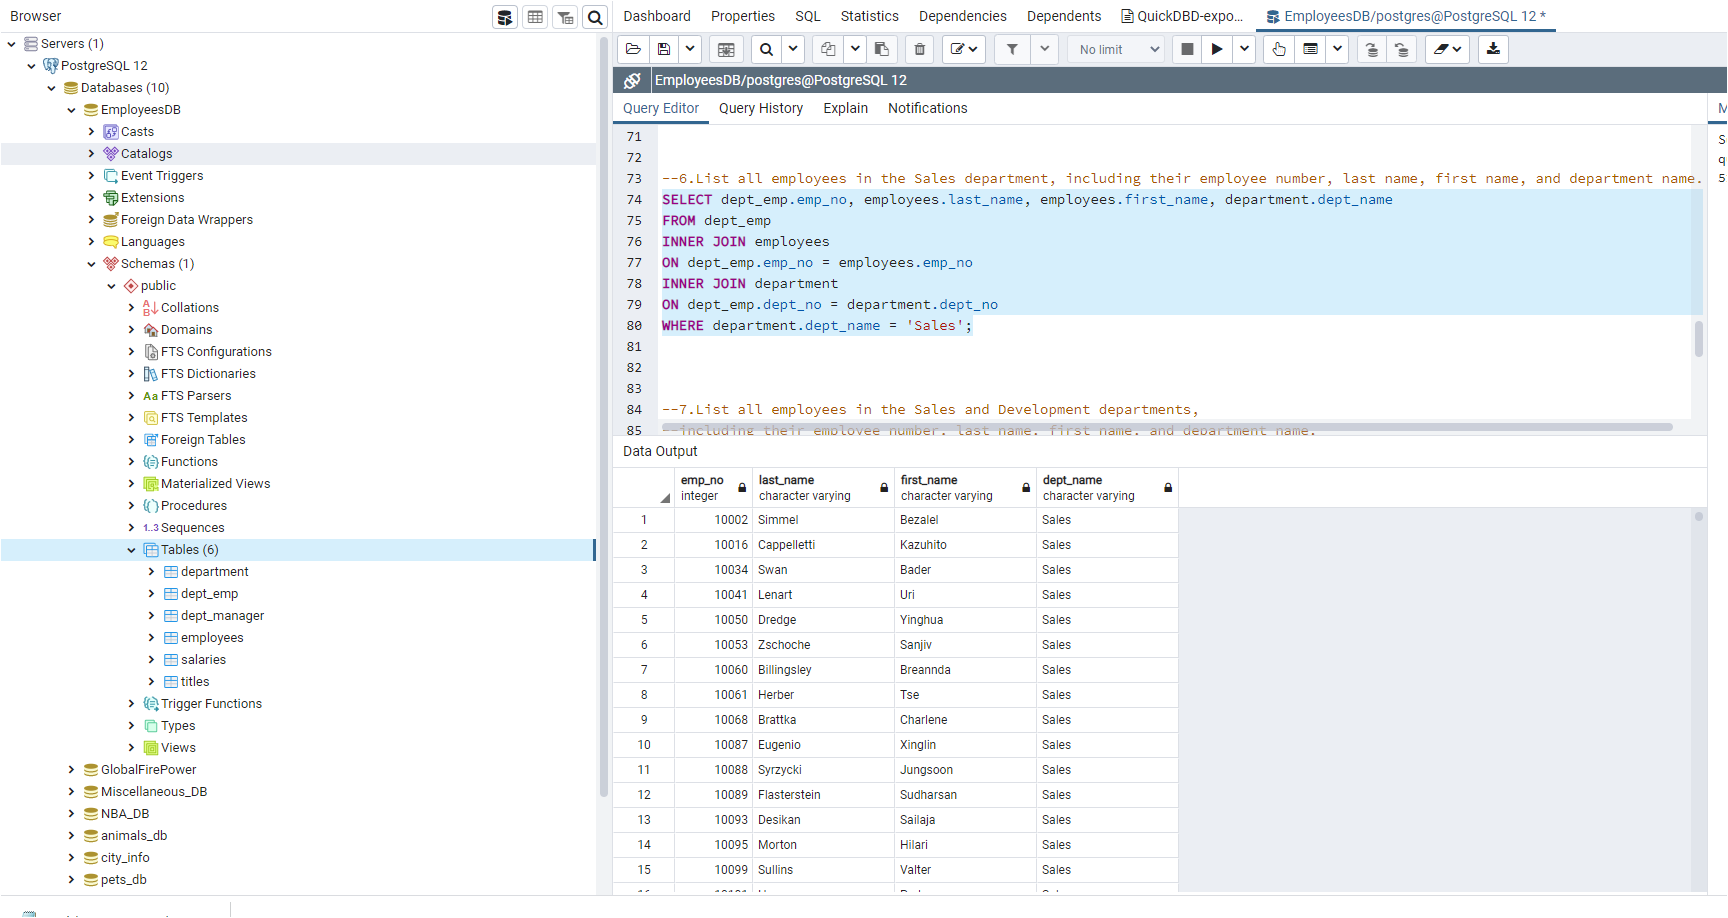 Browser
Servers (1)
PostgreSQL 12
Databases (10)
EmployeesDB
Casts
Catalogs
Event Triggers
Extensions
Foreign Data Wrappers
Languages
Schemas (1)
public
Collations
Domains
FTS Configurations
FTS Dictionaries
Aa FTS Parsers
FTS Templates
Foreign Tables
Functions
Materialized Views
Procedures
1..3 Sequences
Tables (6)
department
dept_emp
dept_manager
employees
salaries
titles
Trigger Functions
Types
Views
GlobalFirePower
Miscellaneous_DB
NBA_DB
animals_db
city_info
pets_db
Dashboard Properties SQL Statistics Dependencies Dependents QuickDBD-expo... EmployeesDB/postgres@PostgreSQL 12 *
No limit
EmployeesDB/postgres@PostgreSQL 12
Query Editor Query History Explain Notifications
71
72
73 --6.List all employees in the Sales department, including their employee number, last name, first name, and department name.
74 SELECT dept_emp.emp_no, employees.last_name, employees.first_name, department.dept_name
75 FROM dept_emp
76 INNER JOIN employees
77 ON dept_emp.emp_no = employees.emp_no
78 INNER JOIN department
79 ON dept_emp.dept_no = department.dept_no
80 WHERE department.dept_name = 'Sales';
81
82
83
84 --7.List all employees in the Sales and Development departments,
85 --including their employee number, last name, first name, and department name.
Data Output
emp_no last_name first_name dept_name
integer character varying character varying character varying
1 10002 Simmel Bezalel Sales
2 10016 Cappelletti Kazuhito Sales
3 10034 Swan Bader Sales
4 10041 Lenart Uri Sales
5 10050 Dredge Yinghua Sales
6 10053 Zschoche Sanjiv Sales
7 10060 Billingsley Breannda Sales
8 10061 Herber Tse Sales
9 10068 Brattka Charlene Sales
10 10087 Eugenio Xinglin Sales
11 10088 Syrzycki Jungsoon Sales
12 10089 Flasterstein Sudharsan Sales
13 10093 Desikan Sailaja Sales
14 10095 Morton Hilari Sales
15 10099 Sullins Valter Sales